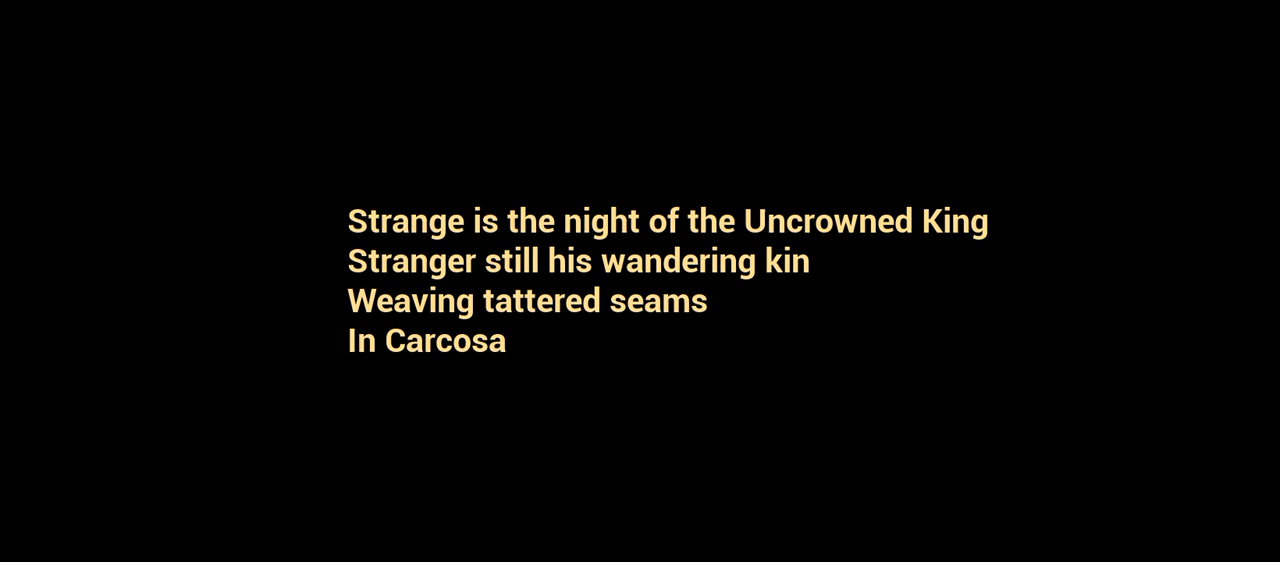 Strange is the night of the Uncrowned King
Stranger still his wandering kin
Weaving tattered seams
In Carcosa